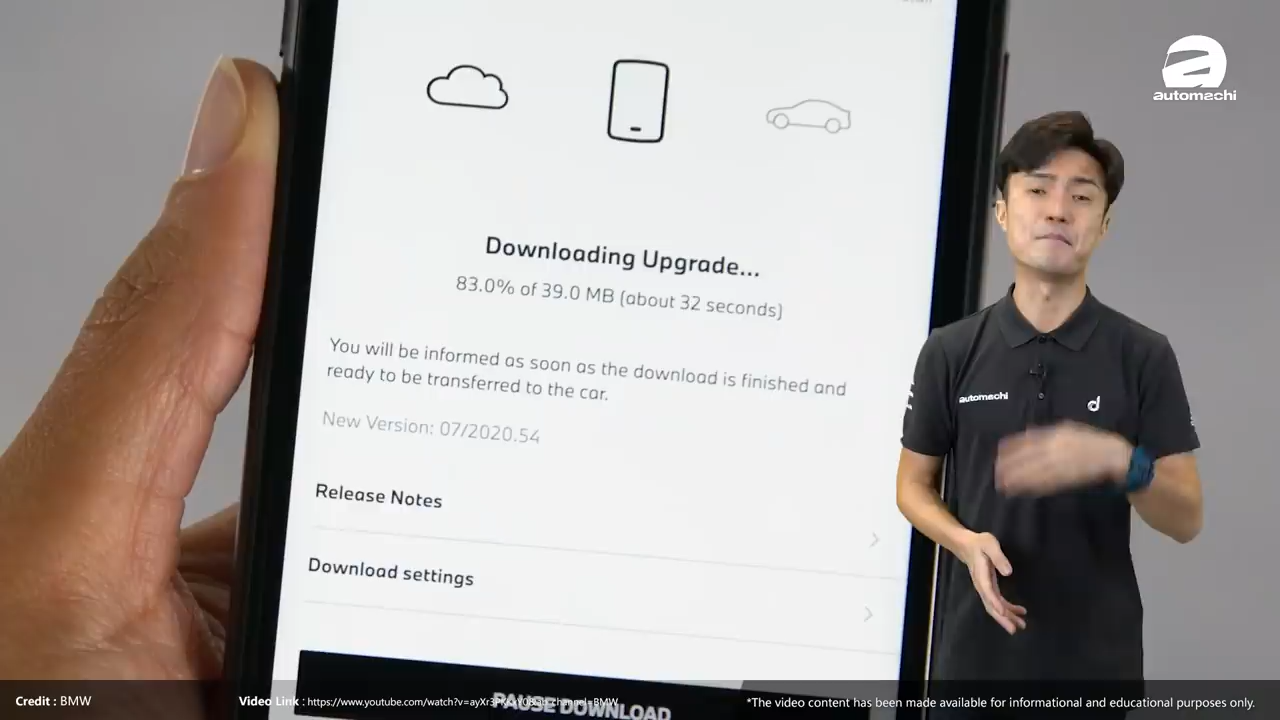 automachi
Downloading Upgrade...
83.0% of 39.0 MB (about 32 seconds)
You will be informed as soon as the download is finished and
ready to be transferred to the car.
New Version: 07/2020.54
Release Notes
Download settings
PAUSE DOWNLOAD
automachi
Credit : BMW
Video Link :
*The video content has been made available for informational and educational purposes only.